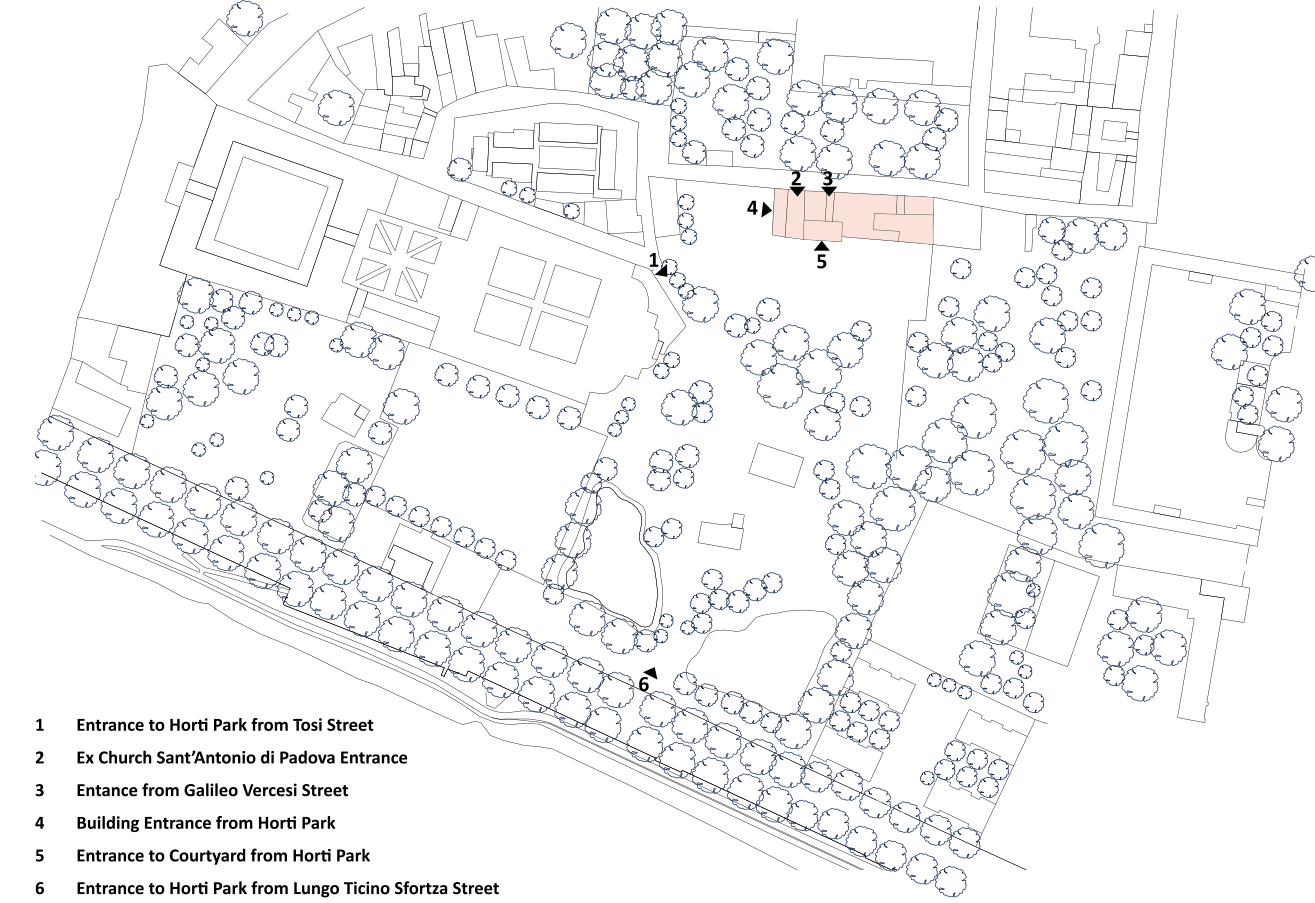 2 3
4
5
1
6
1 Entrance to Horti Park from Tosi Street
2 Ex Church Sant’Antonio di Padova Entrance
3 Entance from Galileo Vercesi Street
4 Building Entrance from Horti Park
5 Entrance to Courtyard from Horti Park
6 Entrance to Horti Park from Lungo Ticino Sfortza Street